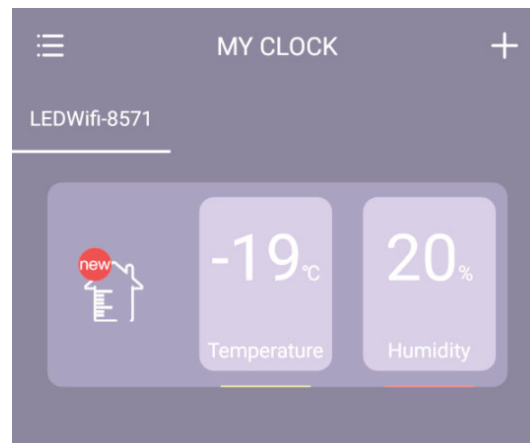 MY CLOCK
LEDWifi-8571
new
-19℃
20%
Temperature
Humidity